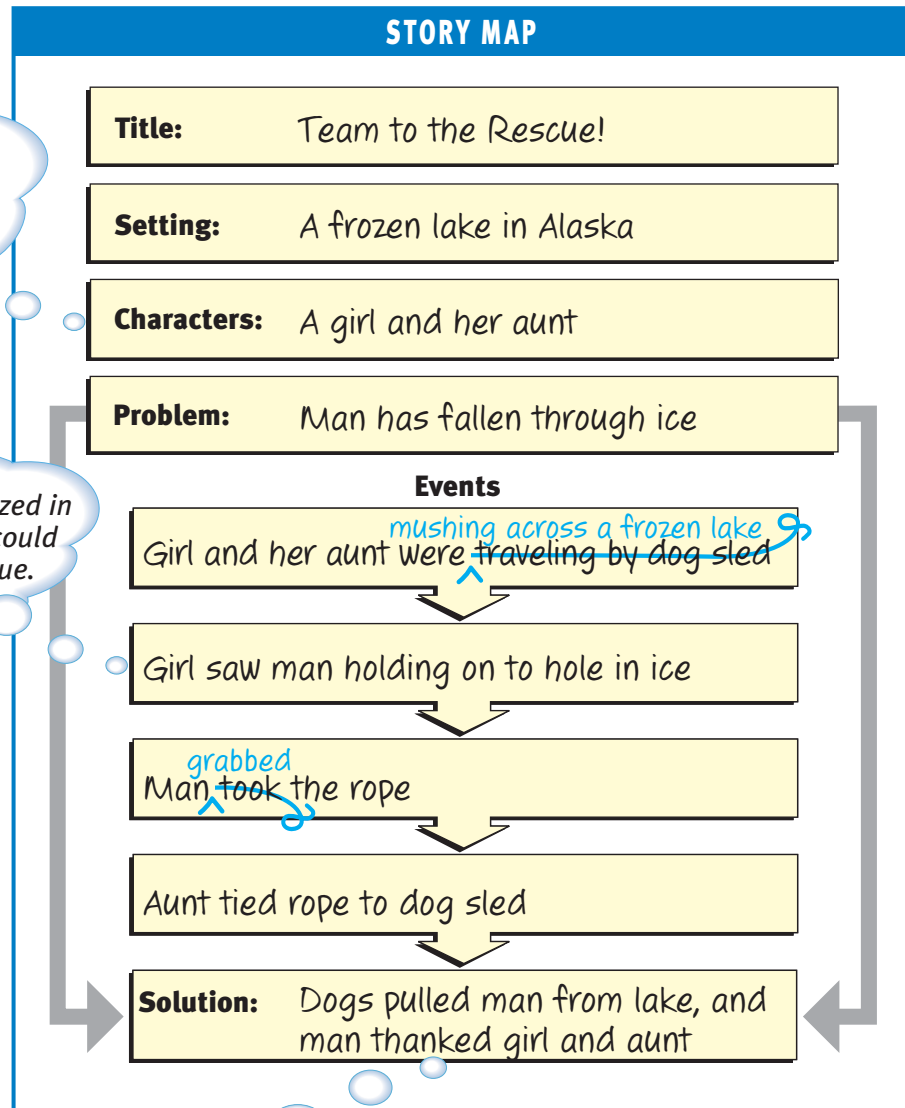 STORY MAP
Title: Team to the Rescue!
Setting: A frozen lake in Alaska
Characters: A girl and her aunt
Problem: Man has fallen through ice
zed in
could
ue.
Events
mushing across a frozen lake
Girl and her aunt were traveling by dog sled
Girl saw man holding on to hole in ice
grabbed
Man took the rope
Aunt tied rope to dog sled
Solution: Dogs pulled man from lake, and
man thanked girl and aunt